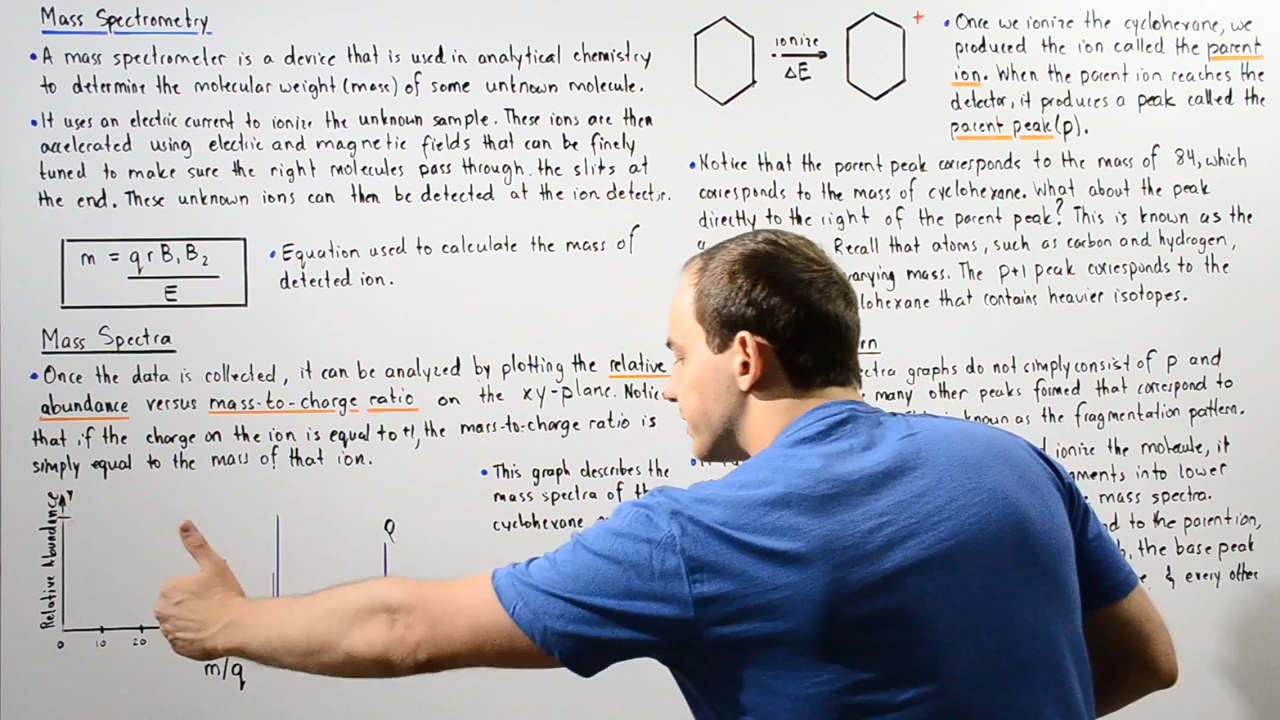 Mass Spectrometry
• A mass spectrometer is a device that is used in analytical chemistry
to determine the molecular weight (mass) of some unknown molecule.
• It uses an electric current to ionize the unknown sample. These ions are then
accelerated using electric and magnetic fields that can be finely
tuned to make sure the right molecules pass through the slits at
the end. These unknown ions can then be detected at the ion detector.
m = q r B₁ B₂
E
• Equation used to calculate the mass of
detected ion.
Mass Spectra
• Once the data is collected, it can be analyzed by plotting the relative
abundance versus mass-to-charge ratio on the xy-plane. Notic
that if the charge on the ion is equal to +1, the mass-to-charge ratio is
simply equal to the mass of that ion.
• This graph describes the
mass spectra of th
cyclohexane
Relative Abundance
y
P
0 10 20
m/q
ionize
ΔE
+
• Once we ionize the cyclohexane, we
produced the ion called the parent
ion. When the parent ion reaches the
detector, it produces a peak called the
parent peak (p).
• Notice that the parent peak corresponds to the mass of 84, which
corresponds to the mass of cyclohexane. What about the peak
directly to the right of the parent peak? This is known as the
Recall that atoms, such as carbon and hydrogen,
varying mass. The p+1 peak corresponds to the
lohexane that contains heavier isotopes.
rn
ctra graphs do not simply consist of p and
many other peaks formed that correspond to
nown as the fragmentation pattern.
ionize the molecule, it
gments into lower
mass spectra.
d to the parent ion,
the base peak
& every other